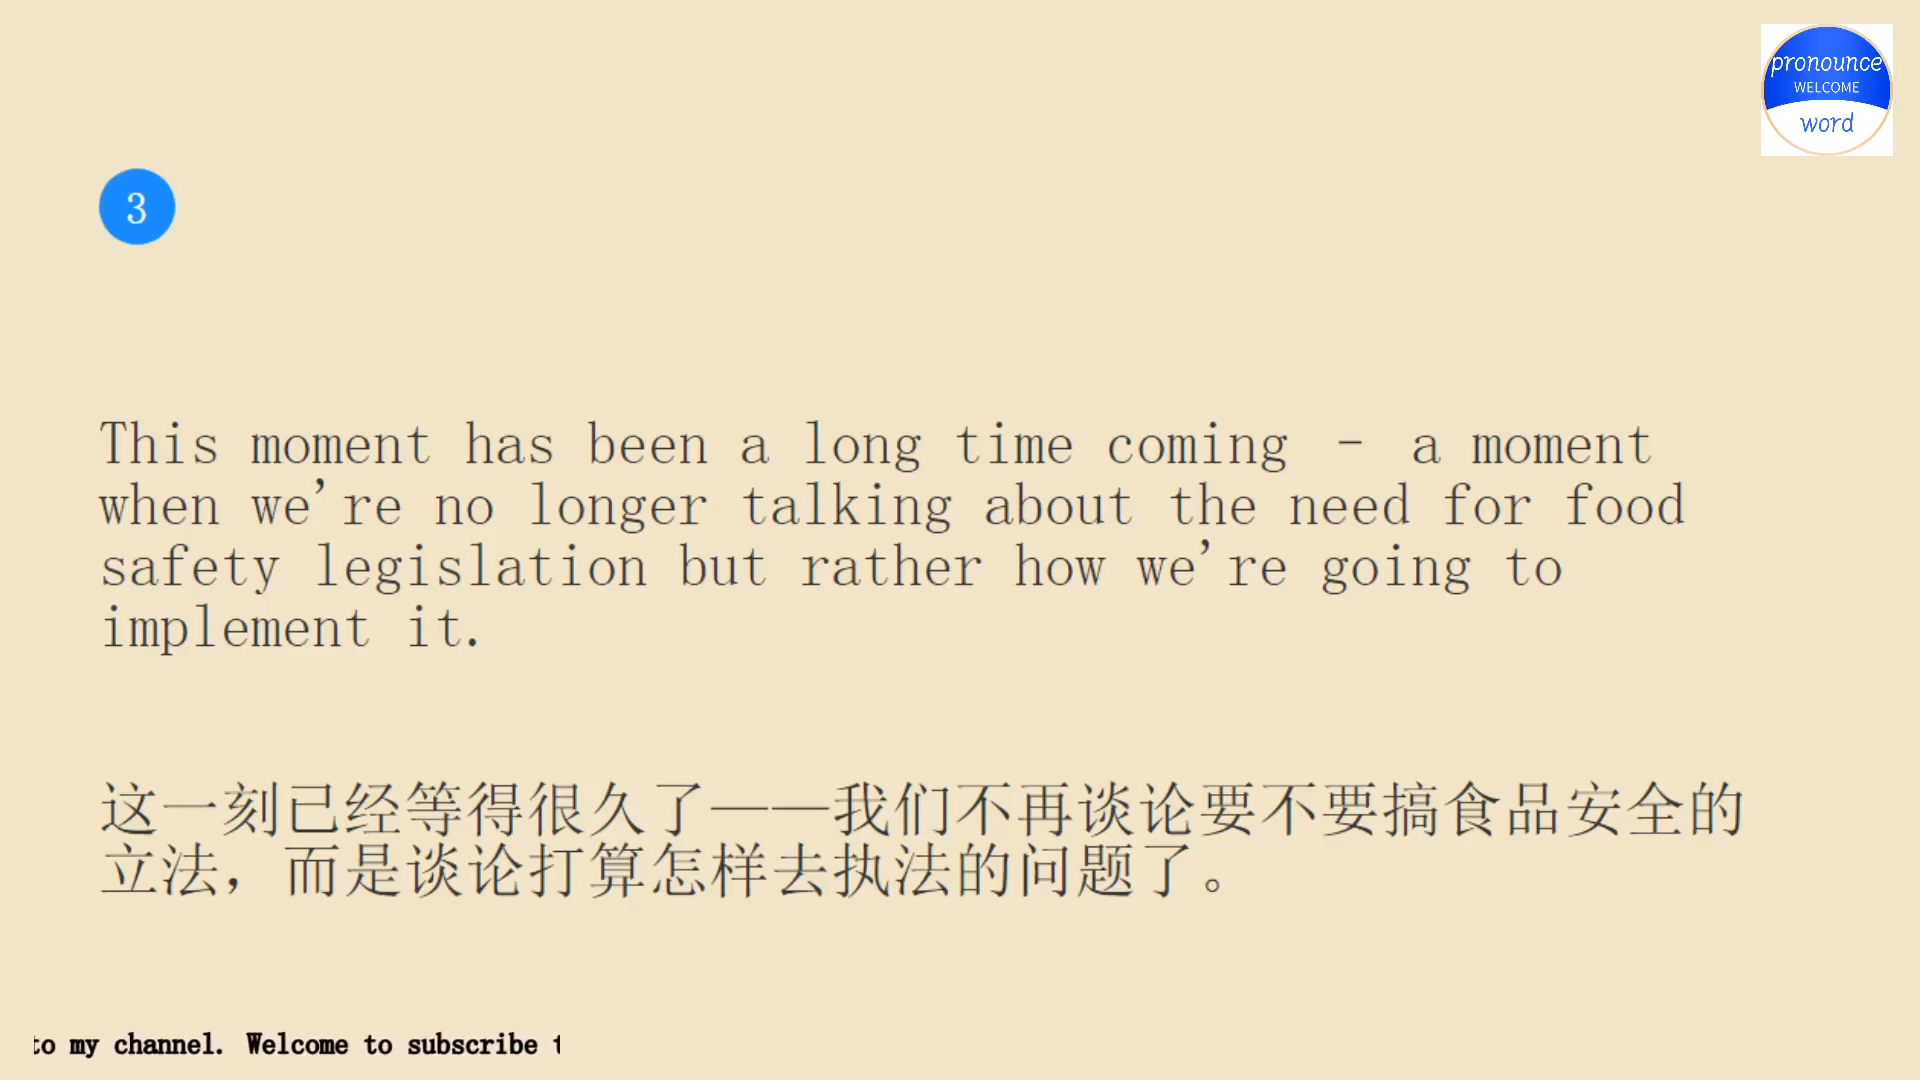 pronounce
WELCOME
word
3
This moment has been a long time coming – a moment
when we're no longer talking about the need for food
safety legislation but rather how we're going to
implement it.
这一刻已经等得很久了——我们不再谈论要不要搞食品安全的
立法，而是谈论打算怎样去执法的问题了。
to my channel. Welcome to subscribe t